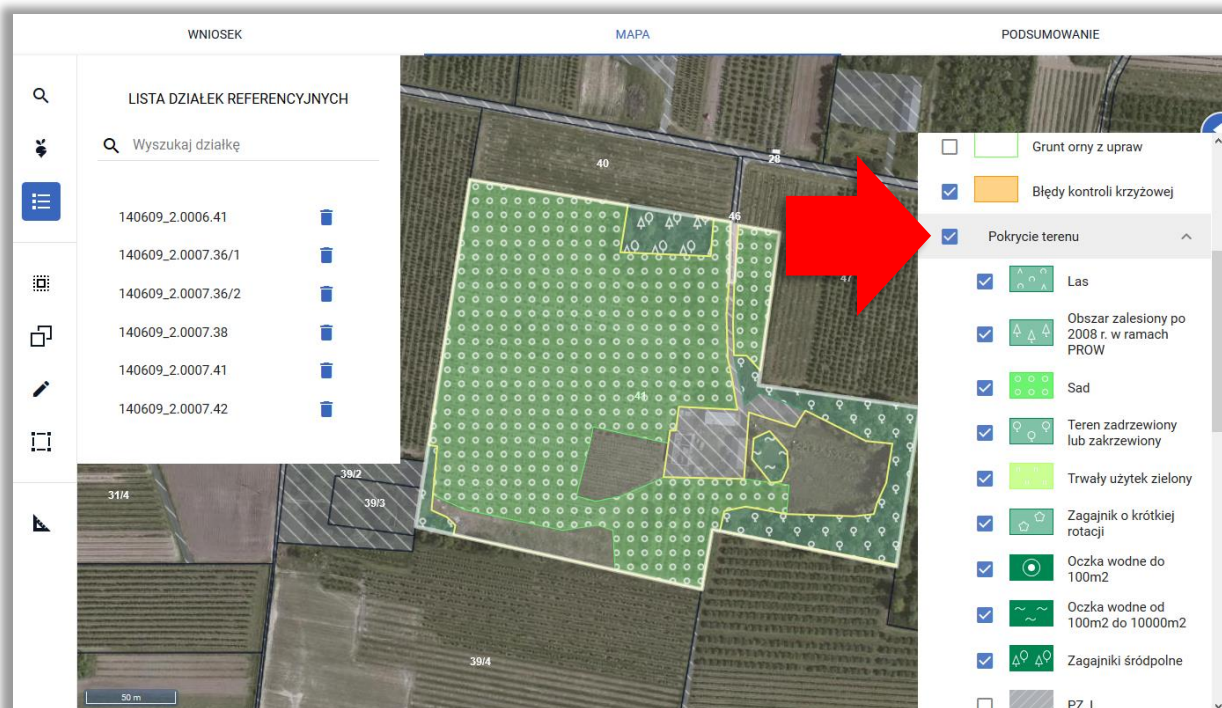 WNIOSEK
MAPA
PODSUMOWANIE
LISTA DZIAŁEK REFERENCYJNYCH
Wyszukaj działkę
140609_2.0006.41
140609_2.0007.36/1
140609_2.0007.36/2
140609_2.0007.38
140609_2.0007.41
140609_2.0007.42
40
28
46
47
41
39/2
39/3
31/4
39/4
50 m
Grunt orny z upraw
Błędy kontroli krzyżowej
Pokrycie terenu
Las
Obszar zalesiony po
2008 r. w ramach
PROW
Sad
Teren zadrzewiony
lub zakrzewiony
Trwały użytek zielony
Zagajnik o krótkiej
rotacji
Oczka wodne do
100m2
Oczka wodne od
100m2 do 10000m2
Zagajniki śródpolne